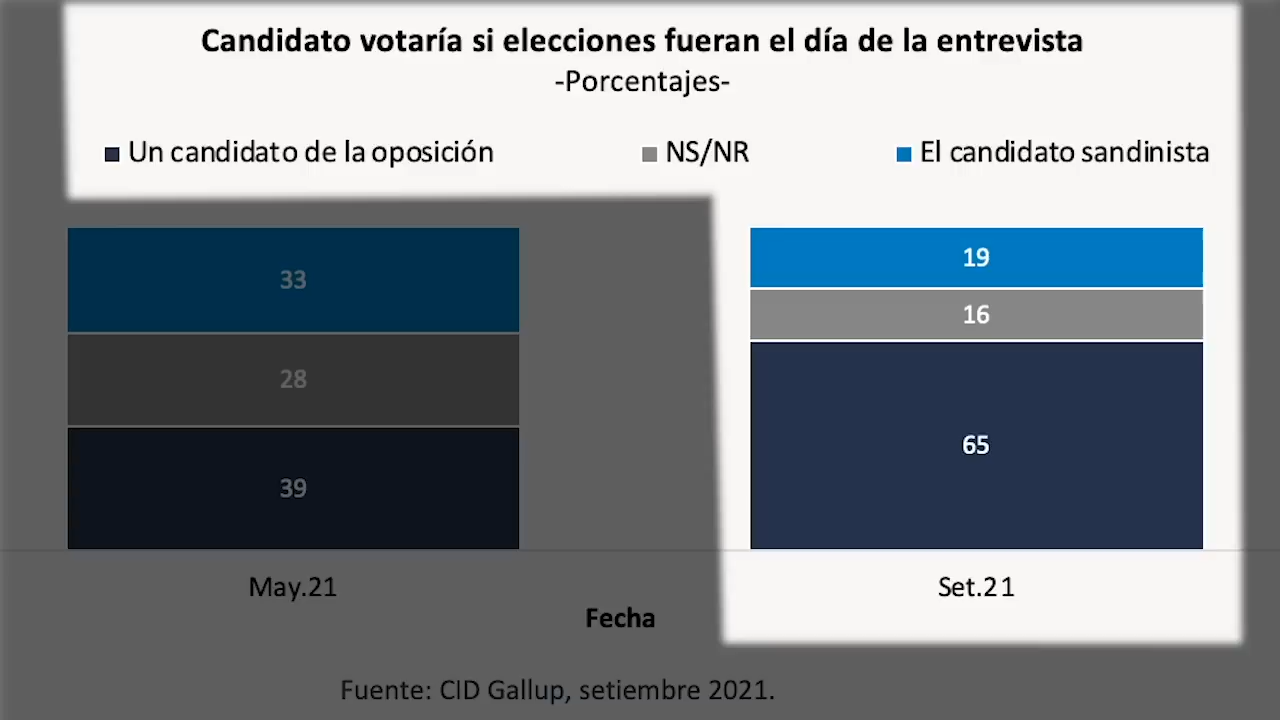 Candidato votaría si elecciones fueran el día de la entrevista
-Porcentajes-
Un candidato de la oposición NS/NR El candidato sandinista
33 19
28 16
39 65
May.21 Set.21
Fecha
Fuente: CID Gallup, setiembre 2021.